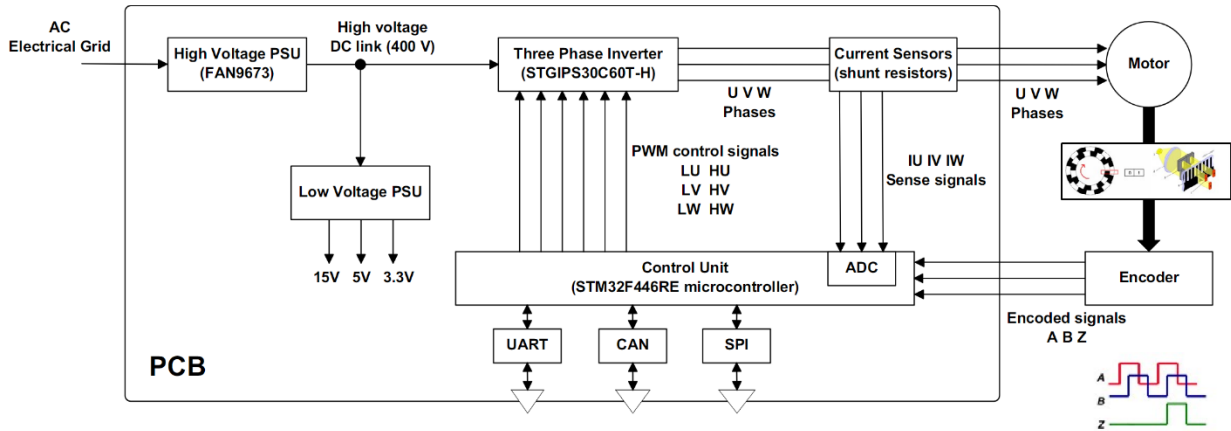 AC
Electrical Grid
High Voltage PSU
(FAN9673)
High voltage
DC link (400 V)
Three Phase Inverter
(STGIPS30C60T-H)
Current Sensors
(shunt resistors)
Motor
U V W
Phases
U V W
Phases
PWM control signals
LU HU
LV HV
LW HW
IU IV IW
Sense signals
Low Voltage PSU
15V 5V 3.3V
Control Unit
(STM32F446RE microcontroller)
ADC
Encoder
Encoded signals
A B Z
UART
CAN
SPI
PCB
A
B
Z